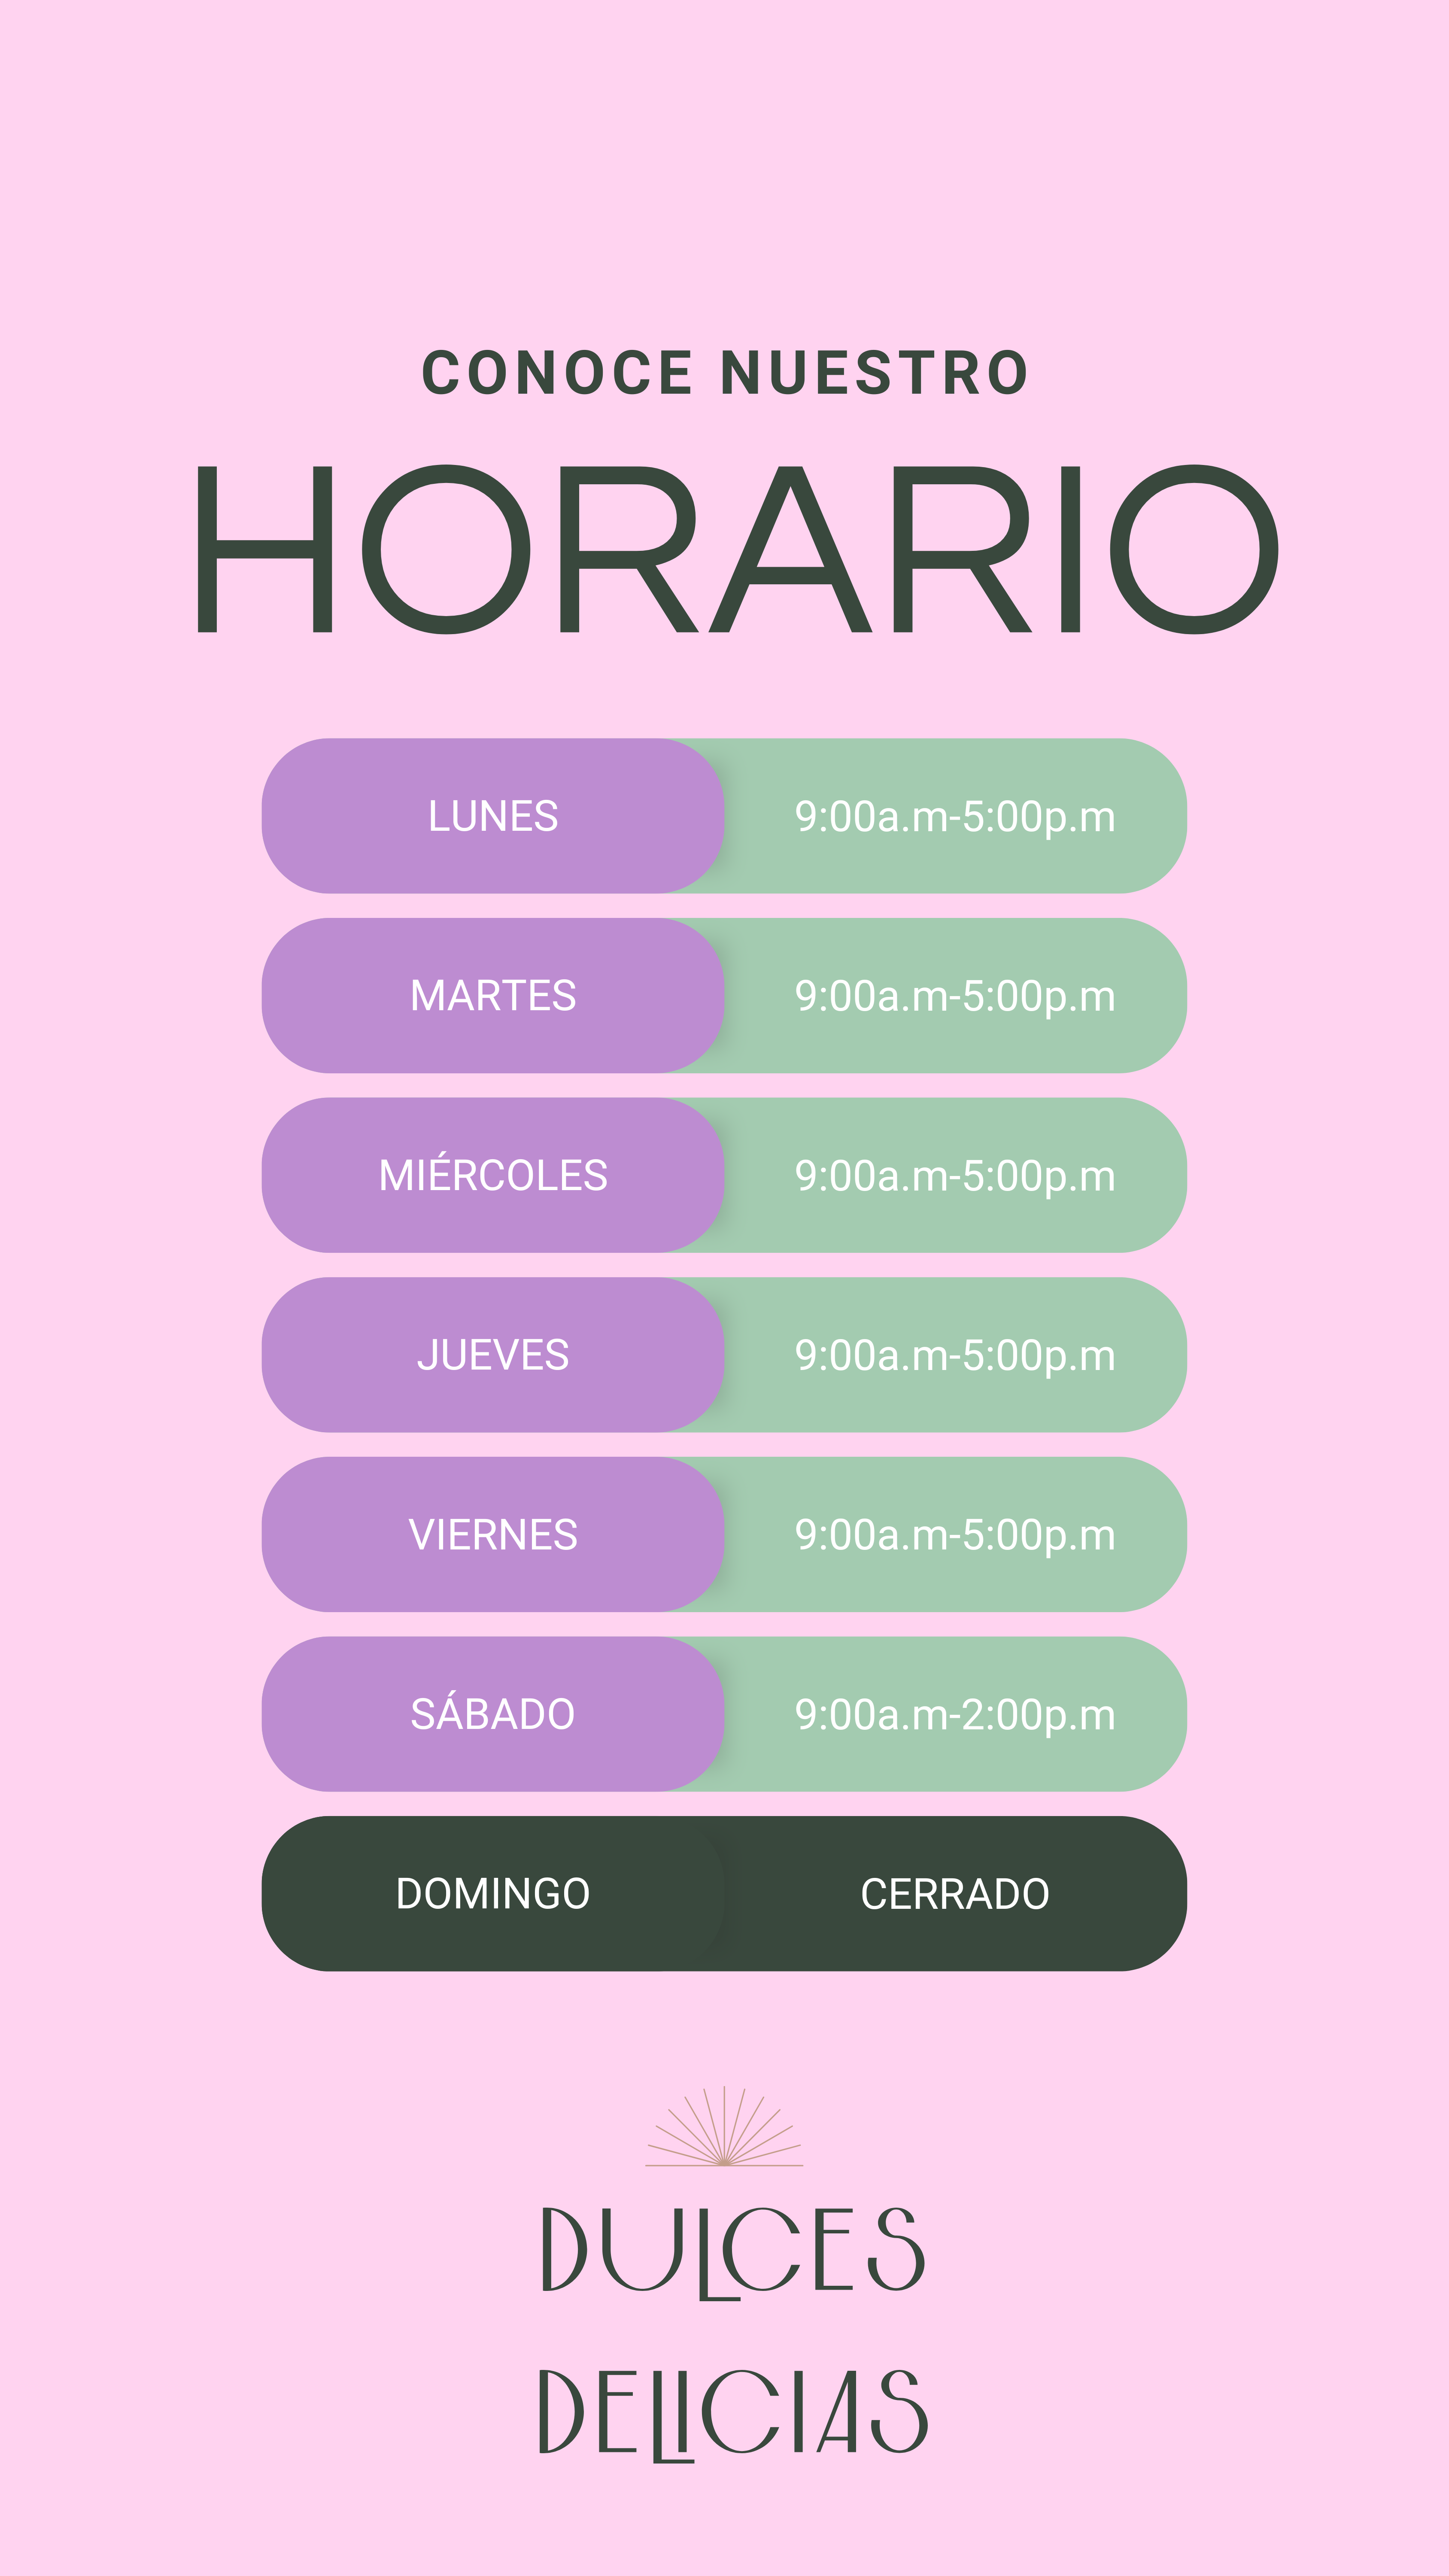 CONOCE NUESTRO
HORARIO
LUNES 9:00a.m-5:00p.m
MARTES 9:00a.m-5:00p.m
MIÉRCOLES 9:00a.m-5:00p.m
JUEVES 9:00a.m-5:00p.m
VIERNES 9:00a.m-5:00p.m
SÁBADO 9:00a.m-2:00p.m
DOMINGO CERRADO
DULCES
DELICIAS